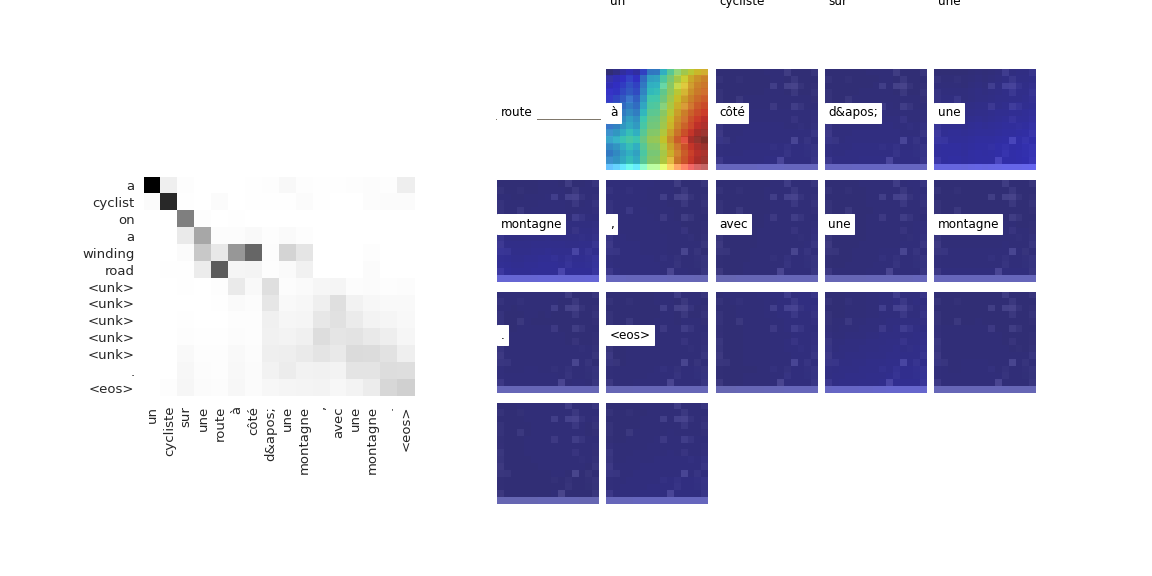 un cycliste sur une
route à côté d&apos; une
montagne , avec une montagne
. <eos>
a
cyclist
on
a
winding
road
<unk>
<unk>
<unk>
<unk>
<unk>
.
<eos>
un cycliste sur une route à côté d&apos; une montagne , avec une montagne . <eos>